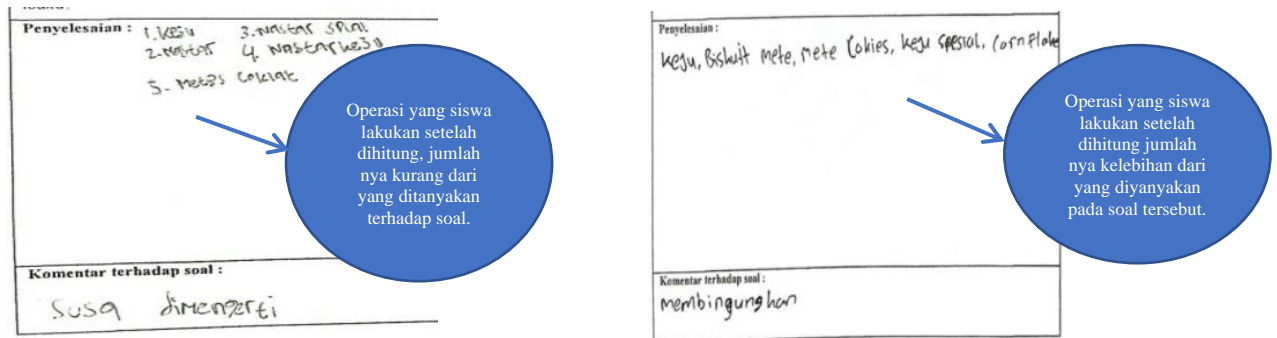 Penyelesaian : 1. Keju 3. nastar spiral
2. nastar 4. Nastar keju
5. Metes coklat
Operasi yang siswa
lakukan setelah
dihitung, jumlah
nya kurang dari
yang ditanyakan
terhadap soal.
Komentar terhadap soal :
Susa dimengerti
Penyelesaian :
keju, Biskuit mete, mete Cokies, keju spesial, Cornflake
Operasi yang siswa
lakukan setelah
dihitung jumlah
nya kelebihan dari
yang diyanyakan
pada soal tersebut.
Komentar terhadap soal :
membingungkan